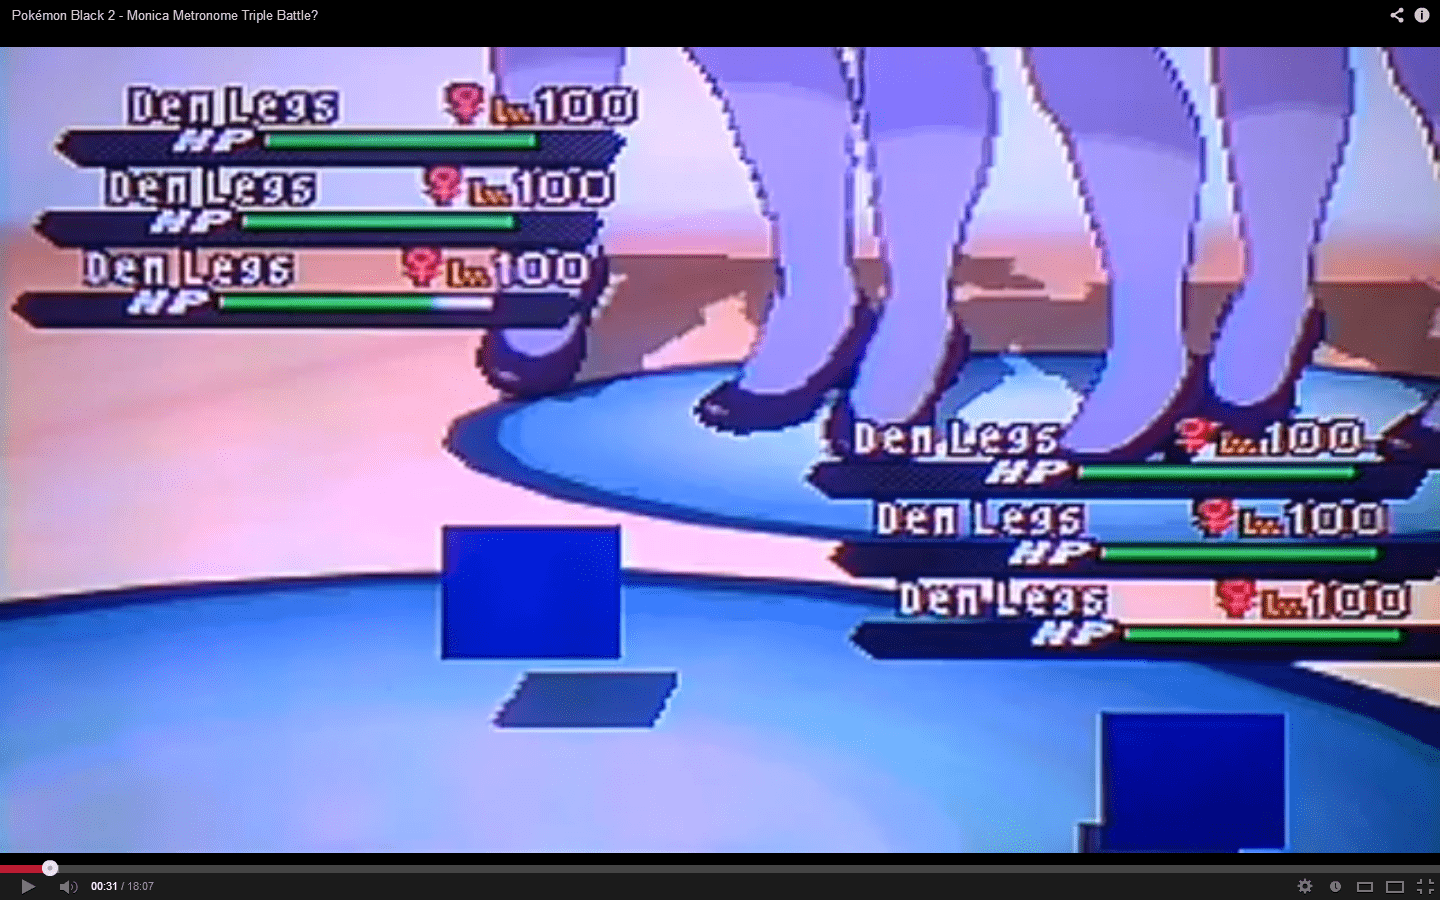 Pokémon Black 2 - Monica Metronome Triple Battle?
Den Legs ♀ Lv.100
HP
Den Legs ♀ Lv.100
HP
Den Legs ♀ Lv.100
HP
Den Legs ♀ Lv.100
HP
Den Legs ♀ Lv.100
HP
Den Legs ♀ Lv.100
HP
00:31 / 18:07